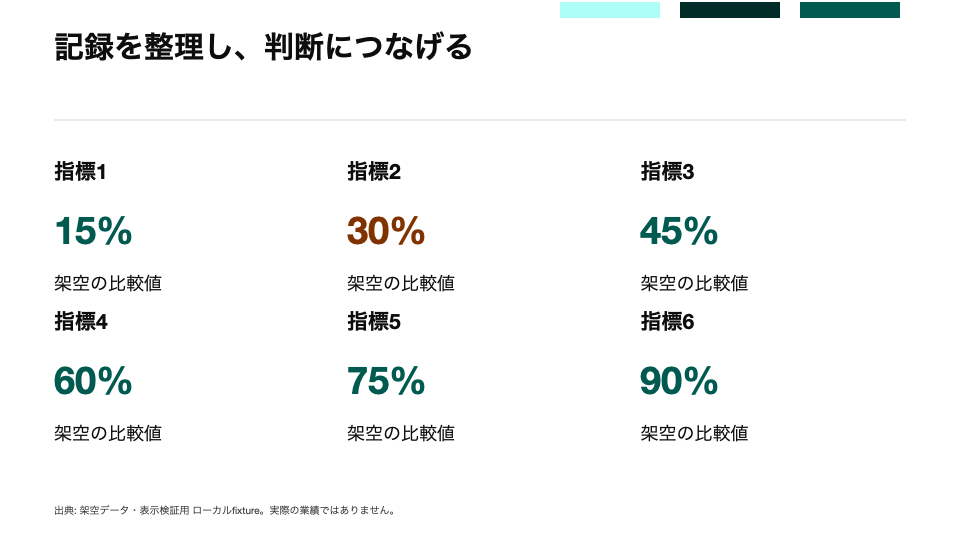 記録を整理し、判断につなげる
指標1
指標2
指標3
15%
30%
45%
架空の比較値
架空の比較値
架空の比較値
指標4
指標5
指標6
60%
75%
90%
架空の比較値
架空の比較値
架空の比較値
出典: 架空データ・表示検証用 ローカルfixture。実際の業績ではありません。